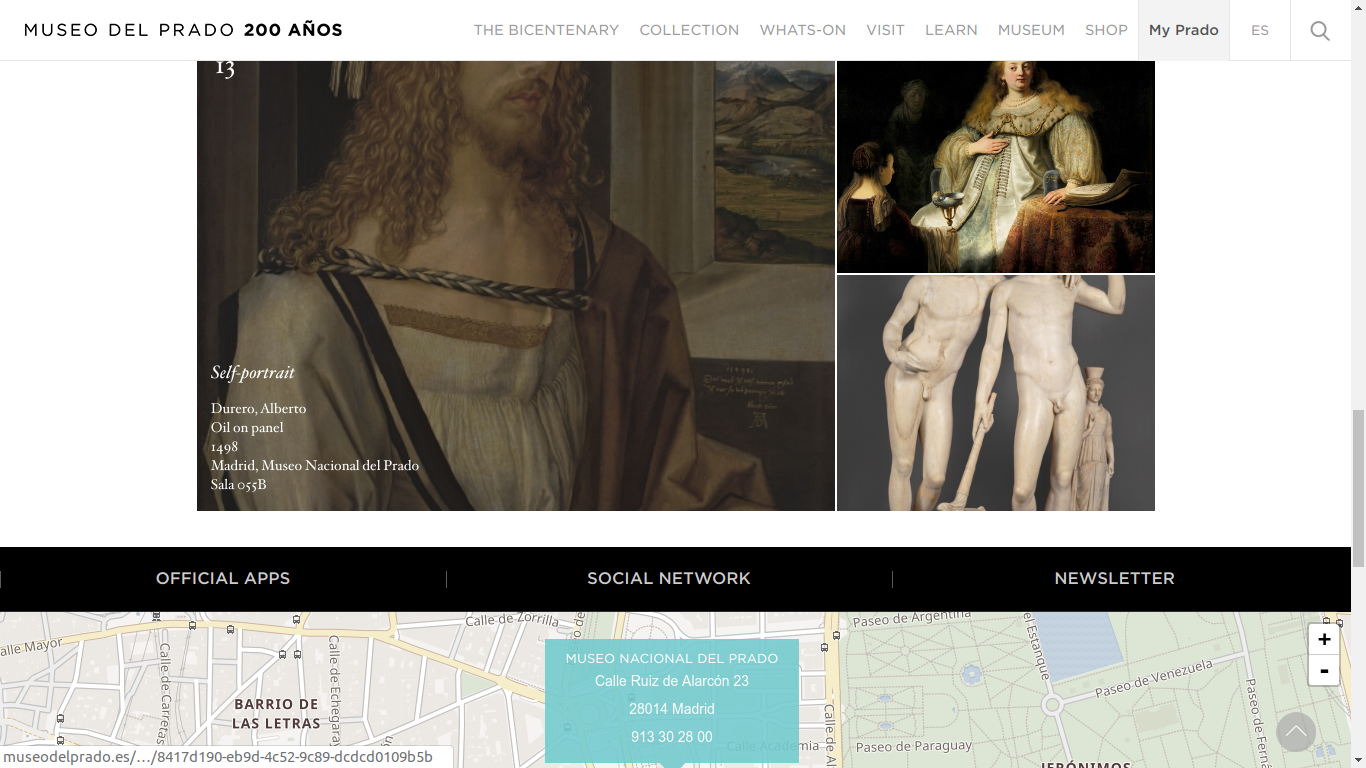 MUSEO DEL PRADO 200 AÑOS
THE BICENTENARY COLLECTION WHATS-ON VISIT LEARN MUSEUM SHOP My Prado ES
13
Self-portrait
Durero, Alberto
Oil on panel
1498
Madrid, Museo Nacional del Prado
Sala 055B
OFFICIAL APPS SOCIAL NETWORK NEWSLETTER
Calle de Zorrilla
Paseo de Argentina
alle Mayor
Calle de Carretas
Calle de Echegaray
el Estanque
+
-
MUSEO NACIONAL DEL PRADO
Calle Ruiz de Alarcón 23
28014 Madrid
913 30 28 00
BARRIO DE
LAS LETRAS
Paseo de Venezuela
Paseo de Ferná
Calle Academia
Calle de Al
Paseo de Paraguay
JERÓNIMOS
museodelprado.es/…/8417d190-eb9d-4c52-9c89-dcdcd0109b5b